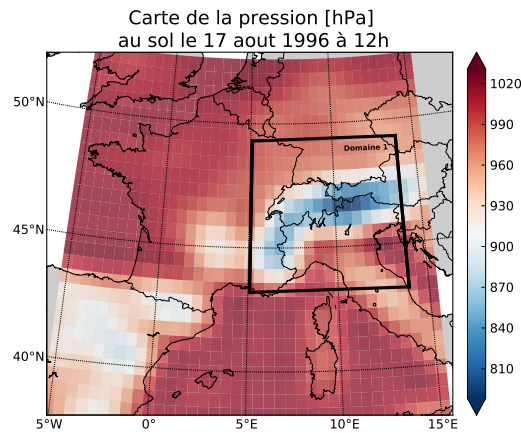 Carte de la pression [hPa]
au sol le 17 aout 1996 à 12h
50°N
45°N
40°N
5°W
0°
5°E
10°E
15°E
Domaine 1
1020
990
960
930
900
870
840
810